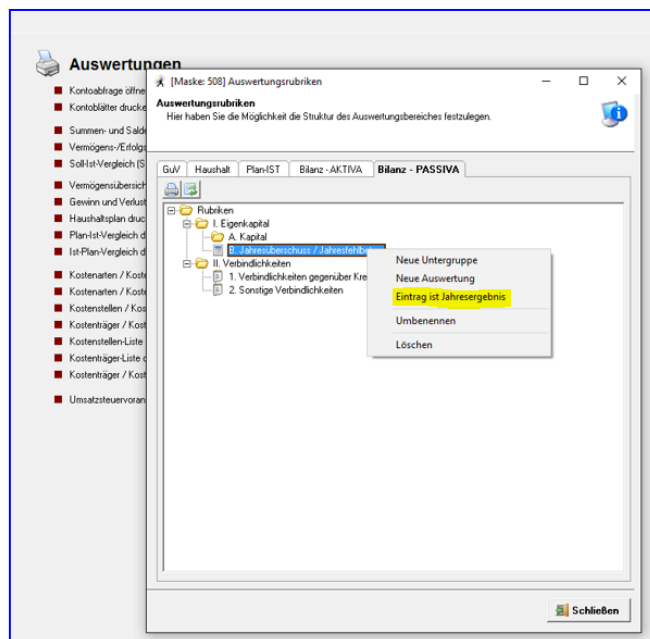 Auswertungen
Kontoabfrage öffne
Kontoblätter drucke
Summen- und Salde
Vermögens-/Erfolgs
Soll-Ist-Vergleich (S
Vermögensübersich
Gewinn und Verlust
Haushaltsplan druc
Plan-Ist-Vergleich d
Ist-Plan-Vergleich d
Kostenarten / Koste
Kostenarten / Koste
Kostenstellen / Kos
Kostenträger / Kost
Kostenstellen-Liste
Kostenträger-Liste d
Kostenträger / Kost
Umsatzsteuervoran
[Maske: 508] Auswertungsrubriken
Auswertungsrubriken
Hier haben Sie die Möglichkeit die Struktur des Auswertungsbereiches festzulegen.
GuV Haushalt Plan-IST Bilanz - AKTIVA Bilanz - PASSIVA
Rubriken
I. Eigenkapital
A. Kapital
B. Jahresüberschuss / Jahresfehlbe
II. Verbindlichkeiten
1. Verbindlichkeiten gegenüber Kre
2. Sonstige Verbindlichkeiten
Neue Untergruppe
Neue Auswertung
Eintrag ist Jahresergebnis
Umbenennen
Löschen
Schließen